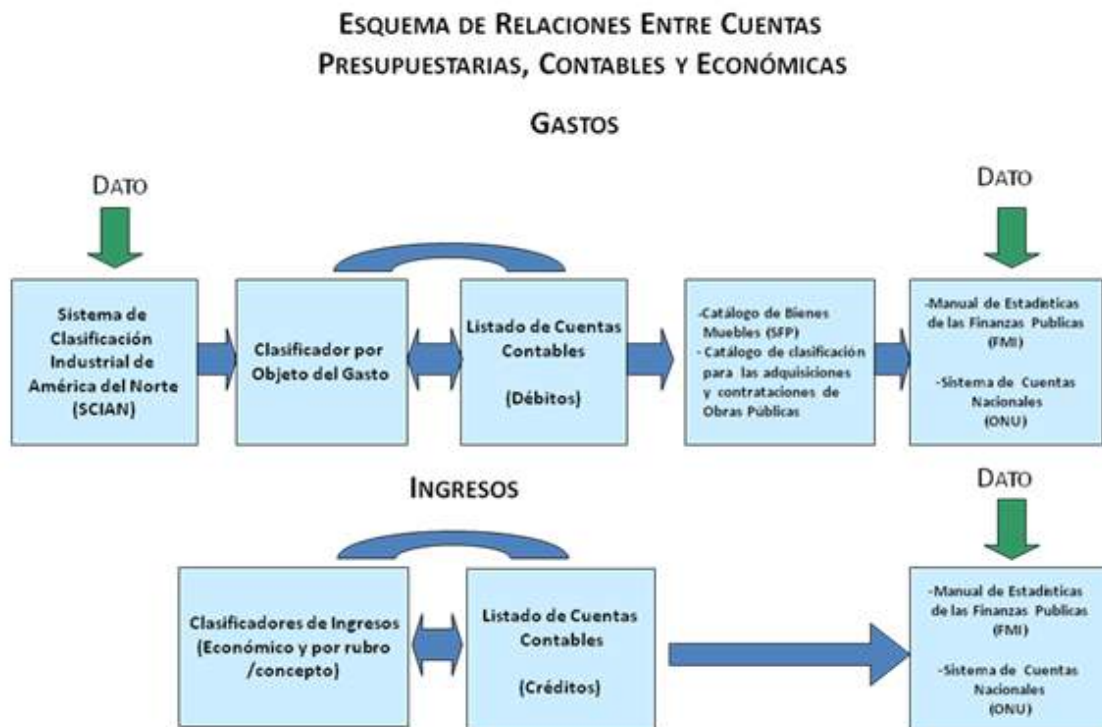 ESQUEMA DE RELACIONES ENTRE CUENTAS
PRESUPUESTARIAS, CONTABLES Y ECONÓMICAS
GASTOS
DATO
DATO
Sistema de
Clasificación
Industrial de
América del Norte
(SCIAN)
Clasificador por
Objeto del Gasto
Listado de Cuentas
Contables
(Débitos)
-Catálogo de Bienes
Muebles (SFP)
- Catálogo de clasificación
para las adquisiciones
y contrataciones de
Obras Públicas
-Manual de Estadísticas
de las Finanzas Publicas
(FMI)
-Sistema de Cuentas
Nacionales
(ONU)
INGRESOS
DATO
Clasificadores de Ingresos
(Económico y por rubro
/concepto)
Listado de Cuentas
Contables
(Créditos)
-Manual de Estadísticas
de las Finanzas Publicas
(FMI)
-Sistema de Cuentas
Nacionales
(ONU)